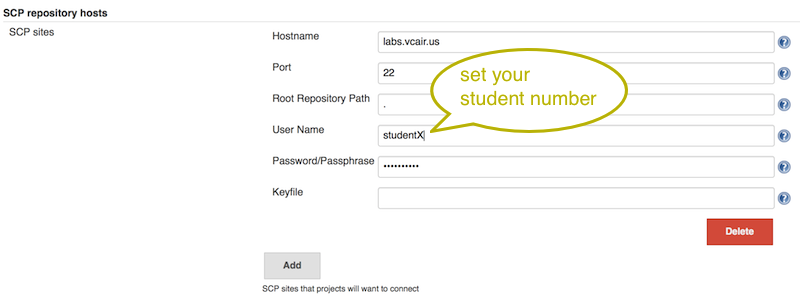 SCP repository hosts
SCP sites
Hostname
labs.vcair.us
Port
22
Root Repository Path
.
User Name
studentX
Password/Passphrase
••••••••••
Keyfile
set your
student number
Delete
Add
SCP sites that projects will want to connect